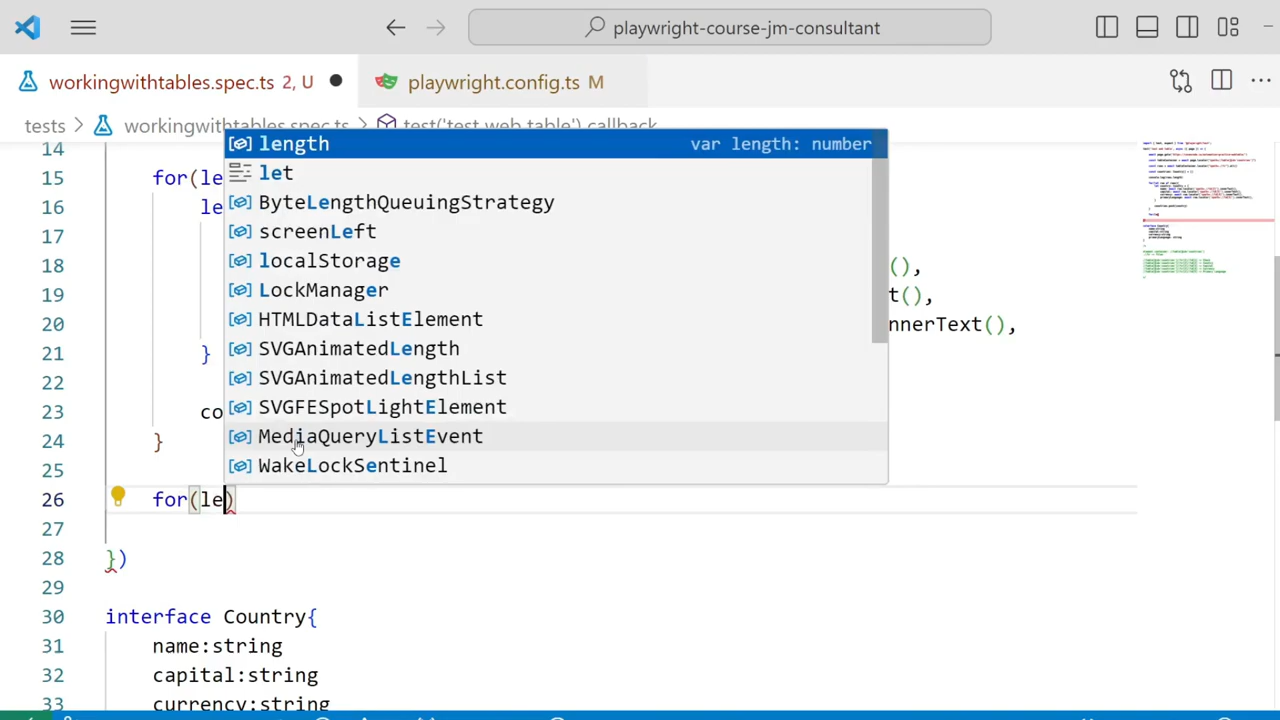 playwright-course-jm-consultant
workingwithtables.spec.ts 2, U
playwright.config.ts M
tests > workingwithtables.spec.ts > test('test web table') callback
14
15 for(le
16 le
17
18 (),
19 t(),
20 nnerText(),
21 }
22
23 co
24 }
25
26 for(le)
27
28 })
29
30 interface Country{
31 name:string
32 capital:string
33 currency:string
length var length: number
let
ByteLengthQueuingStrategy
screenLeft
localStorage
LockManager
HTMLDataListElement
SVGAnimatedLength
SVGAnimatedLengthList
SVGFESpotLightElement
MediaQueryListEvent
WakeLockSentinel